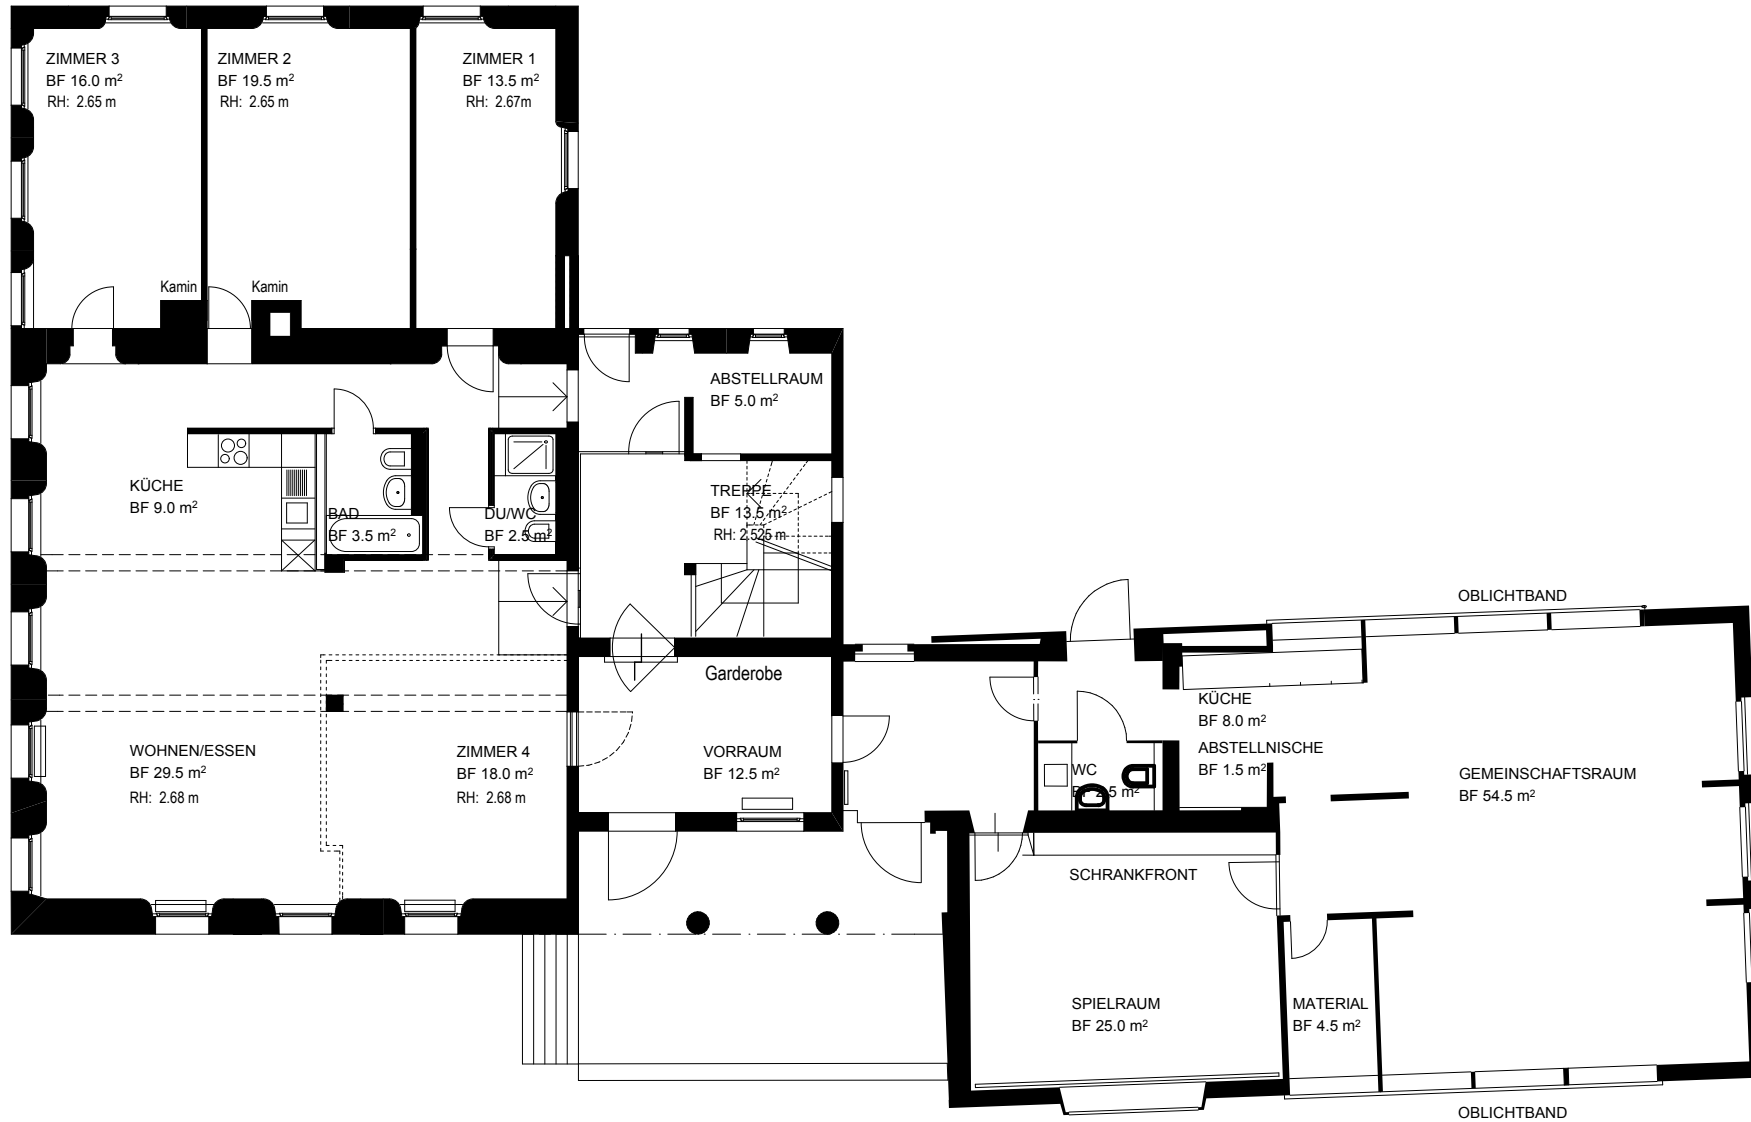 ZIMMER 3
BF 16.0 m²
RH: 2.65 m
ZIMMER 2
BF 19.5 m²
RH: 2.65 m
ZIMMER 1
BF 13.5 m²
RH: 2.67m
Kamin
Kamin
ABSTELLRAUM
BF 5.0 m²
KÜCHE
BF 9.0 m²
BAD
BF 3.5 m²
DU/WC
BF 2.5 m²
TREPPE
BF 13.5 m²
RH: 2.525 m
OBLICHTBAND
Garderobe
KÜCHE
BF 8.0 m²
WOHNEN/ESSEN
BF 29.5 m²
RH: 2.68 m
ZIMMER 4
BF 18.0 m²
RH: 2.68 m
VORRAUM
BF 12.5 m²
WC
BF 2.5 m²
ABSTELLNISCHE
BF 1.5 m²
GEMEINSCHAFTSRAUM
BF 54.5 m²
SCHRANKFRONT
SPIELRAUM
BF 25.0 m²
MATERIAL
BF 4.5 m²
OBLICHTBAND